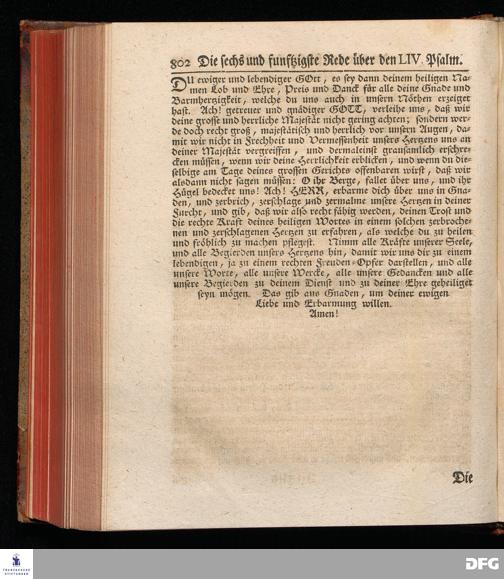 802 Die sechs und funftzigste Rede über den LIV. Psalm.
DU ewiger und lebendiger GOtt, es sey dann deinem heiligen Na-
men Lob und Ehre, Preis und Danck für alle deine Gnade und
Barmhertzigkeit, welche du uns auch in unsern Nöthen erzeiget
hast. Ach! getreuer und gnädiger GOTT, verleihe uns, daß wir
deine grosse und herrliche Majestät nicht gering achten; sondern wer-
de doch recht groß, majestätisch und herrlich vor unsern Augen, da-
mit wir nicht in Frechheit und Vermessenheit unsers Hertzens uns an
deiner Majestät vergreiffen, und dermaleinst grausamlich erschre-
cken müssen, wenn wir deine Herrlichkeit erblicken, und wenn du die-
selbige am Tage deines grossen Gerichts offenbaren wirst, daß wir
alsdann nicht sagen müssen: O ihr Berge, fallet über uns, und ihr
Hügel bedecket uns! Ach! HERR, erbarme dich über uns in Gna-
den, und zerbrich, zerschlage und zermalme unsere Hertzen in deiner
Furcht, und gib, daß wir also recht fähig werden, deinen Trost und
die rechte Kraft deines heiligen Wortes in einem solchen zerbroche-
nen und zerschlagenen Hertzen zu erfahren, als welche du zu heilen
und fröhlich zu machen pflegest. Nimm alle Kräfte unserer Seele,
und alle Begierden unsers Hertzens hin, damit wir uns dir zu einem
lebendigen, ja zu einem rechten Freuden-Opfer darstellen, und alle
unsere Worte, alle unsere Wercke, alle unsere Gedancken und alle
unsere Begierden zu deinem Dienst und zu deiner Ehre geheiliget
seyn mögen. Das gib aus Gnaden, um deiner ewigen
Liebe und Erbarmung willen.
Amen!
Die
FRANCKESCHE
STIFTUNGEN
DFG